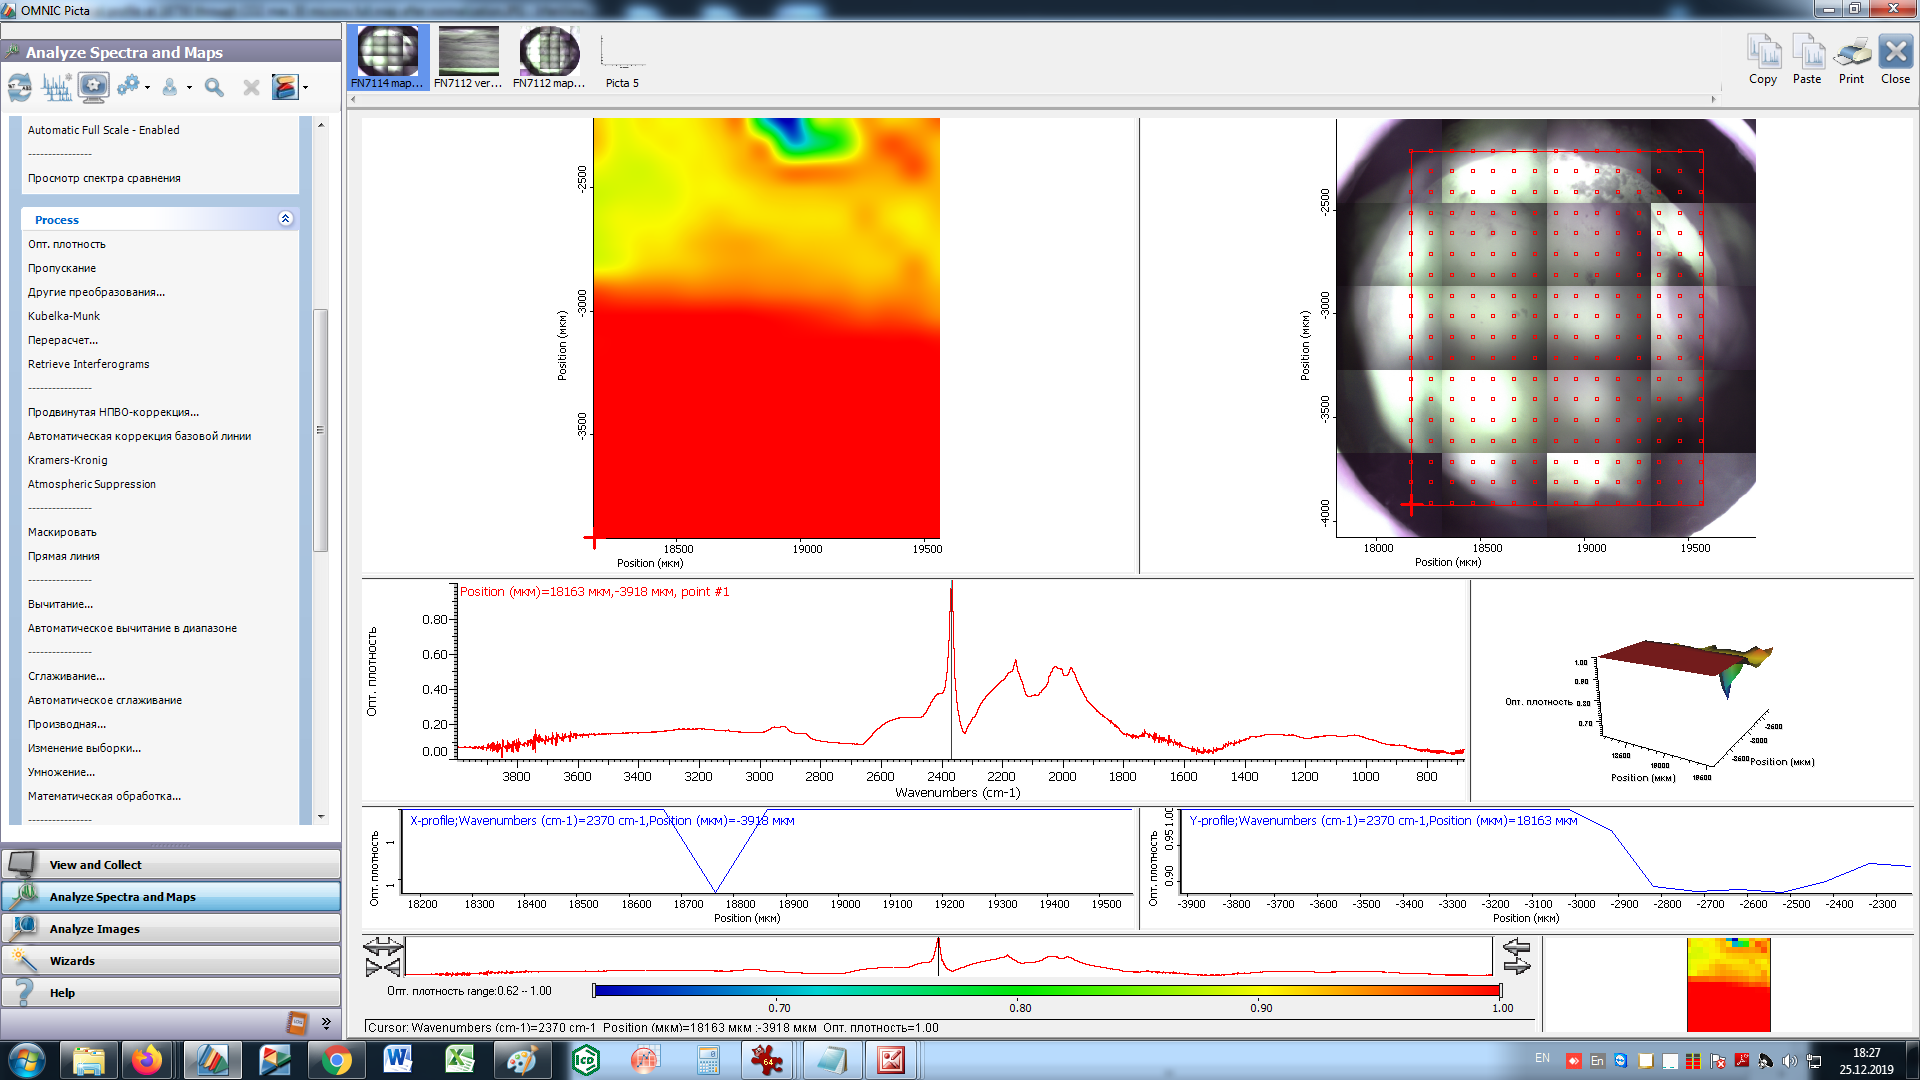 OMNIC Picta
Analyze Spectra and Maps
Automatic Full Scale - Enabled
----------------
Просмотр спектра сравнения
Process
Опт. плотность
Пропускание
Другие преобразования...
Kubelka-Munk
Перерасчет...
Retrieve Interferograms
----------------
Продвинутая НПВО-коррекция...
Автоматическая коррекция базовой линии
Kramers-Kronig
Atmospheric Suppression
----------------
Маскировать
Прямая линия
----------------
Вычитание...
Автоматическое вычитание в диапазоне
----------------
Сглаживание...
Автоматическое сглаживание
Производная...
Изменение выборки...
Умножение...
Математическая обработка...
----------------
View and Collect
Analyze Spectra and Maps
Analyze Images
Wizards
Help
FN7114 map... FN7112 ver... FN7112 map... Picta 5
Copy Paste Print Close
Position (мкм)
-2500
-3000
-3500
18500 19000 19500
Position (мкм)
Position (мкм)
-2500
-3000
-3500
-4000
18000 18500 19000 19500
Position (мкм)
Position (мкм)=18163 мкм,-3918 мкм, point #1
Опт. плотность
0.80
0.60
0.40
0.20
0.00
3800 3600 3400 3200 3000 2800 2600 2400 2200 2000 1800 1600 1400 1200 1000 800
Wavenumbers (cm-1)
1.00
0.90
0.80
0.70
Опт. плотность
Position (мкм)
Position (мкм)
X-profile;Wavenumbers (cm-1)=2370 cm-1,Position (мкм)=-3918 мкм
Опт. плотность
1
1
18200 18300 18400 18500 18600 18700 18800 18900 19000 19100 19200 19300 19400 19500
Position (мкм)
Y-profile;Wavenumbers (cm-1)=2370 cm-1,Position (мкм)=18163 мкм
Опт. плотность
0.90 0.95 1.00
-3900 -3800 -3700 -3600 -3500 -3400 -3300 -3200 -3100 -3000 -2900 -2800 -2700 -2600 -2500 -2400 -2300
Position (мкм)
Опт. плотность range:0.62 -- 1.00
0.70 0.80 0.90 1.00
Cursor: Wavenumbers (cm-1)=2370 cm-1 Position (мкм)=18163 мкм :-3918 мкм Опт. плотность=1.00
EN
En
18:27
25.12.2019